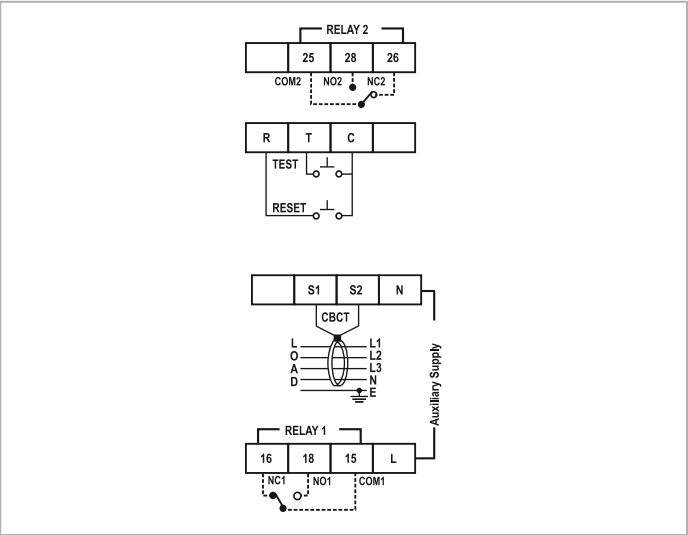 RELAY 2
25 28 26
COM2 NO2 NC2
R T C
TEST
RESET
S1 S2 N
CBCT
L L1
O L2
A L3
D N
E
Auxiliary Supply
RELAY 1
16 18 15 L
NC1 NO1 COM1